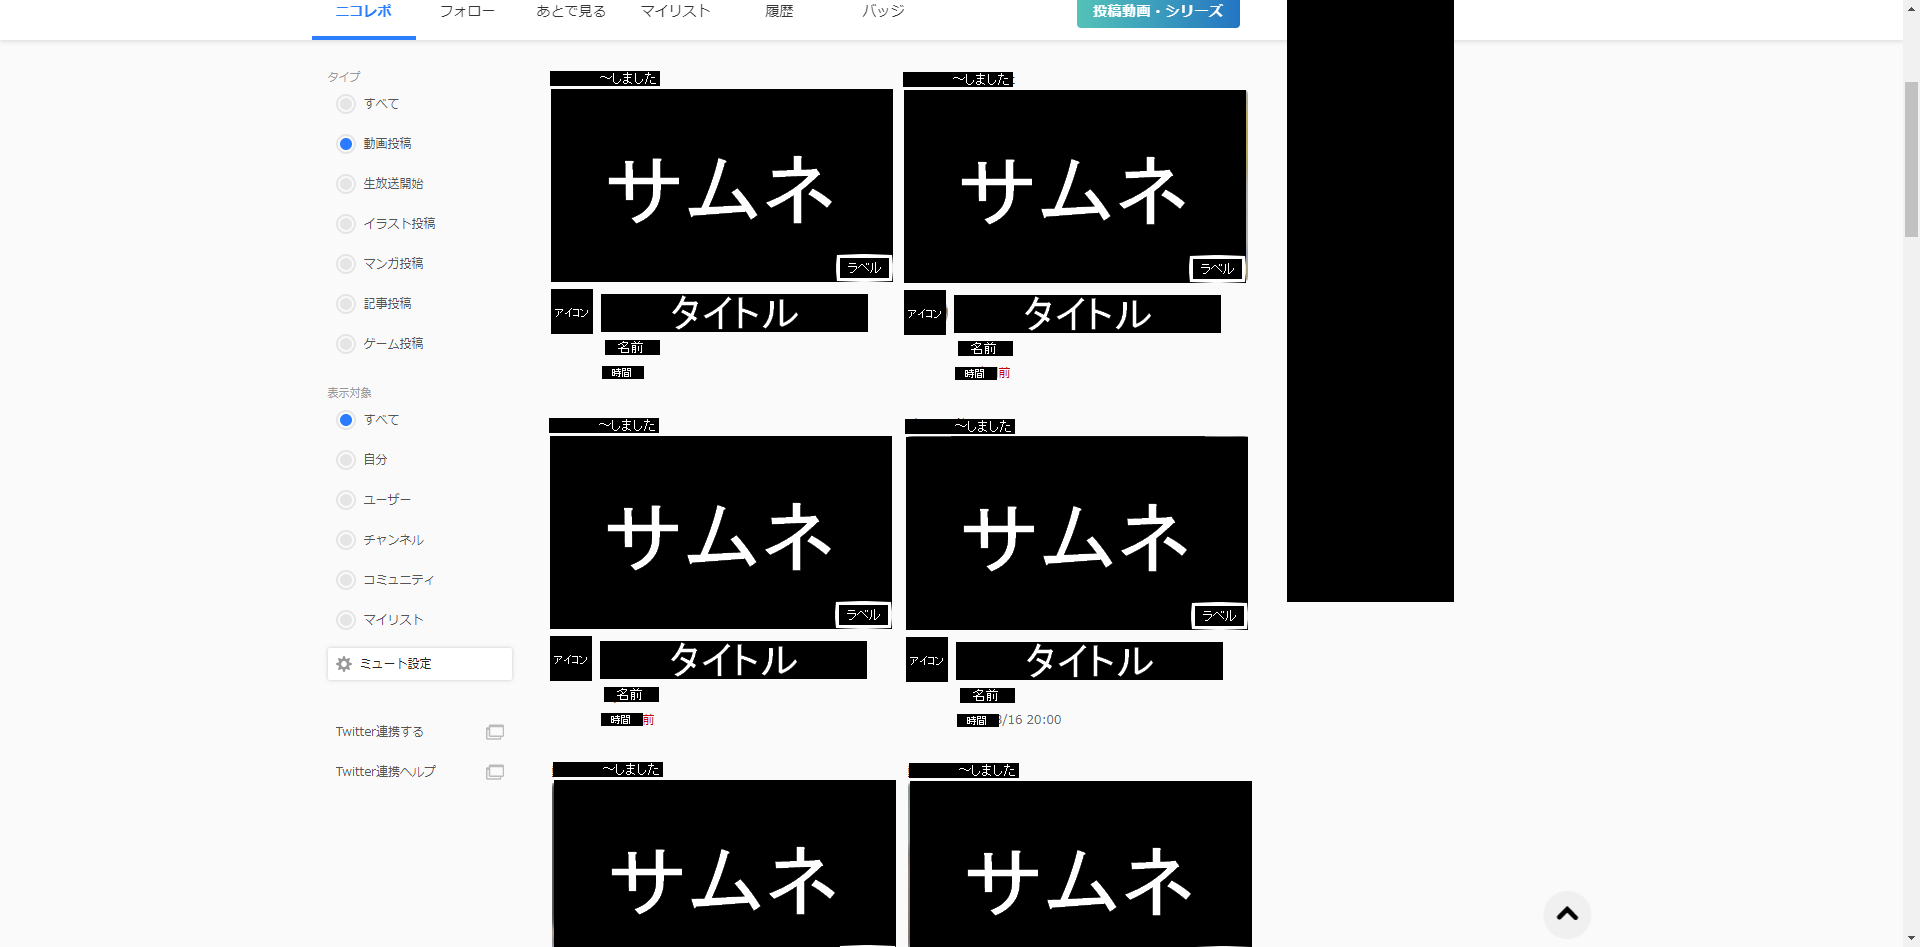 ニコレポ フォロー あとで見る マイリスト 履歴 バッジ 投稿動画・シリーズ
タイプ
すべて
動画投稿
生放送開始
イラスト投稿
マンガ投稿
記事投稿
ゲーム投稿
表示対象
すべて
自分
ユーザー
チャンネル
コミュニティ
マイリスト
ミュート設定
Twitter連携する
Twitter連携ヘルプ
～しました
サムネ
ラベル
アイコン
タイトル
名前
時間
～しました
サムネ
ラベル
アイコン
タイトル
名前
時間前
～しました
サムネ
ラベル
アイコン
タイトル
名前
時間前
～しました
サムネ
ラベル
アイコン
タイトル
名前
時間 /16 20:00
～しました
サムネ
～しました
サムネ